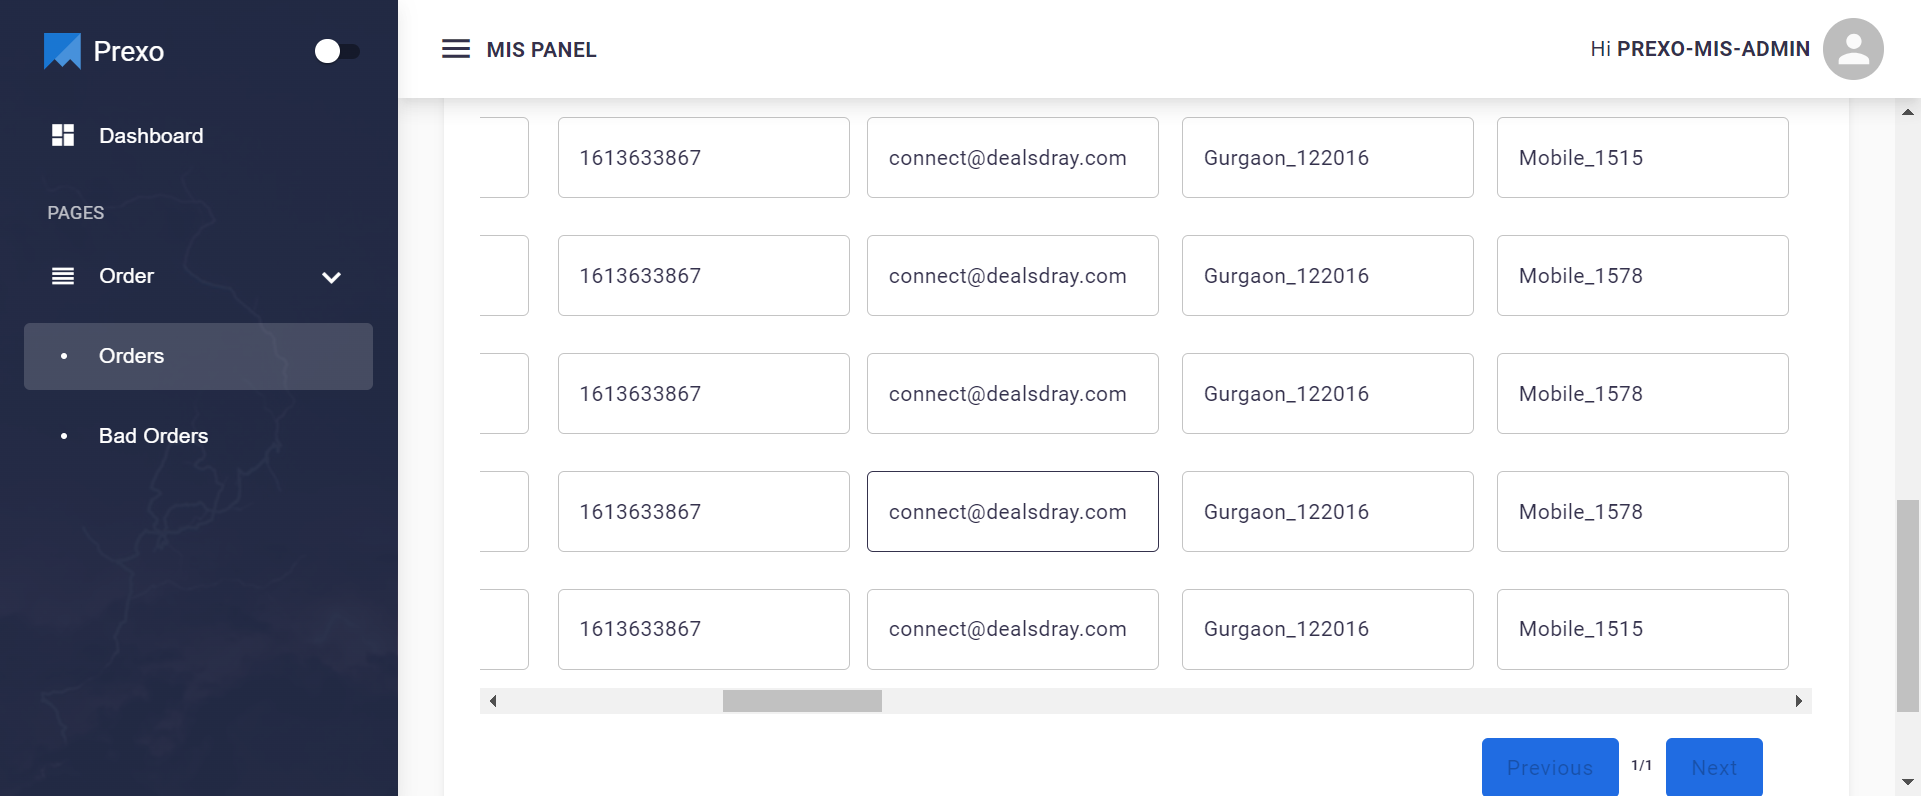 Prexo
MIS PANEL
Hi PREXO-MIS-ADMIN
Dashboard
PAGES
Order
Orders
Bad Orders
1613633867 connect@dealsdray.com Gurgaon_122016 Mobile_1515
1613633867 connect@dealsdray.com Gurgaon_122016 Mobile_1578
1613633867 connect@dealsdray.com Gurgaon_122016 Mobile_1578
1613633867 connect@dealsdray.com Gurgaon_122016 Mobile_1578
1613633867 connect@dealsdray.com Gurgaon_122016 Mobile_1515
Previous 1/1 Next